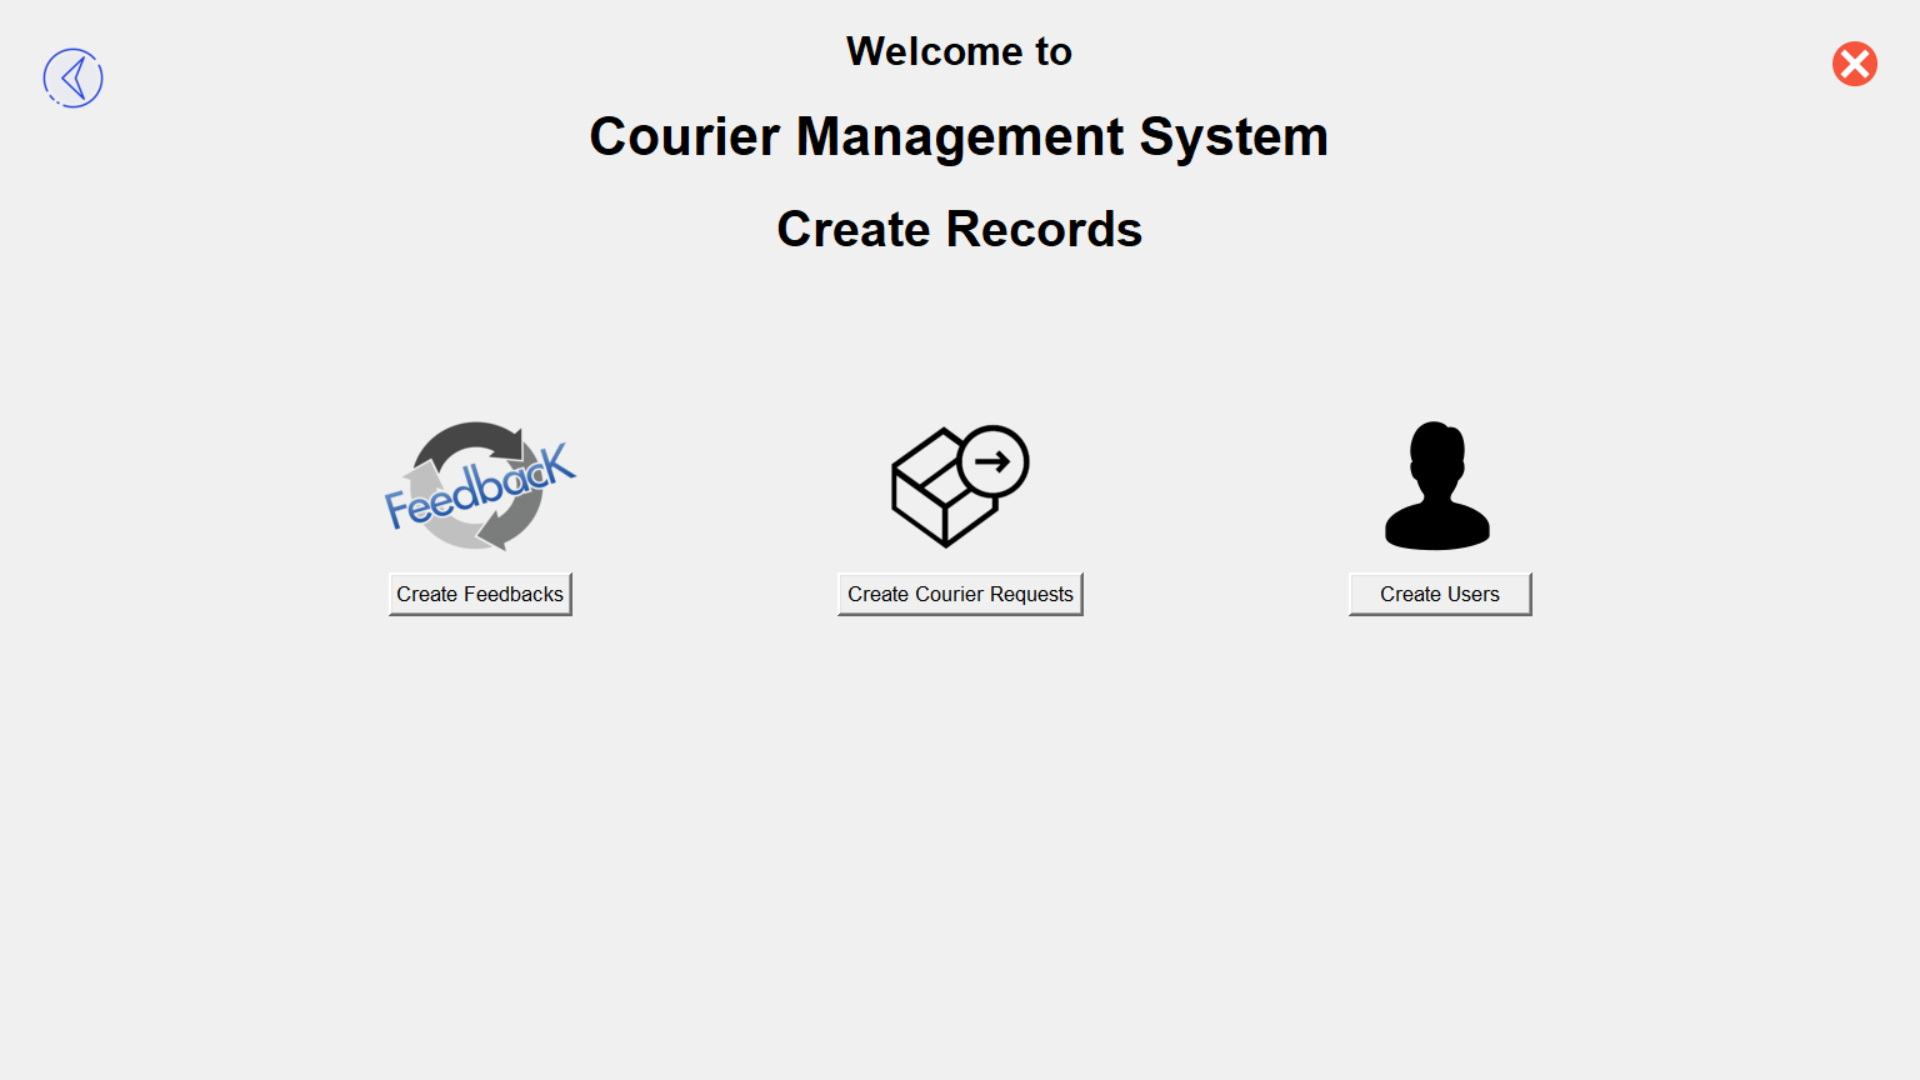 Welcome to
Courier Management System
Create Records
Feedback
Create Feedbacks
Create Courier Requests
Create Users